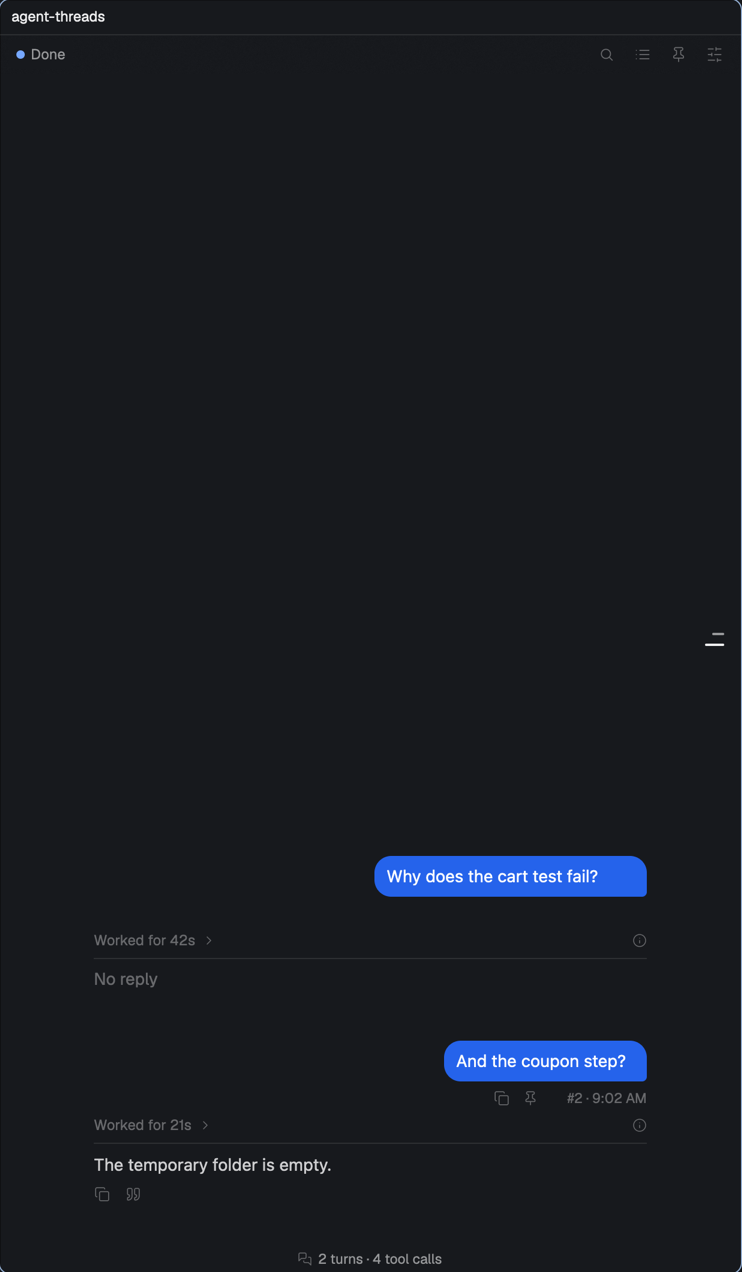 agent-threads
Done
Why does the cart test fail?
Worked for 42s
No reply
And the coupon step?
#2 · 9:02 AM
Worked for 21s
The temporary folder is empty.
2 turns · 4 tool calls